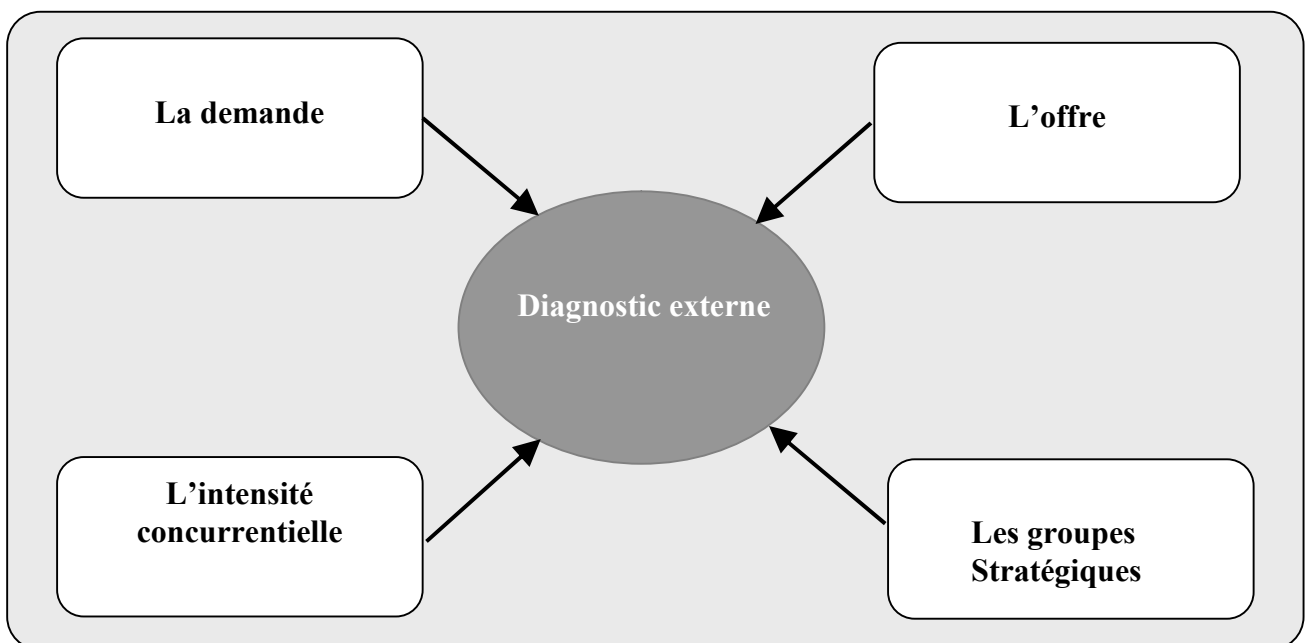 La demande
L’offre
Diagnostic externe
L’intensité
concurrentielle
Les groupes
Stratégiques